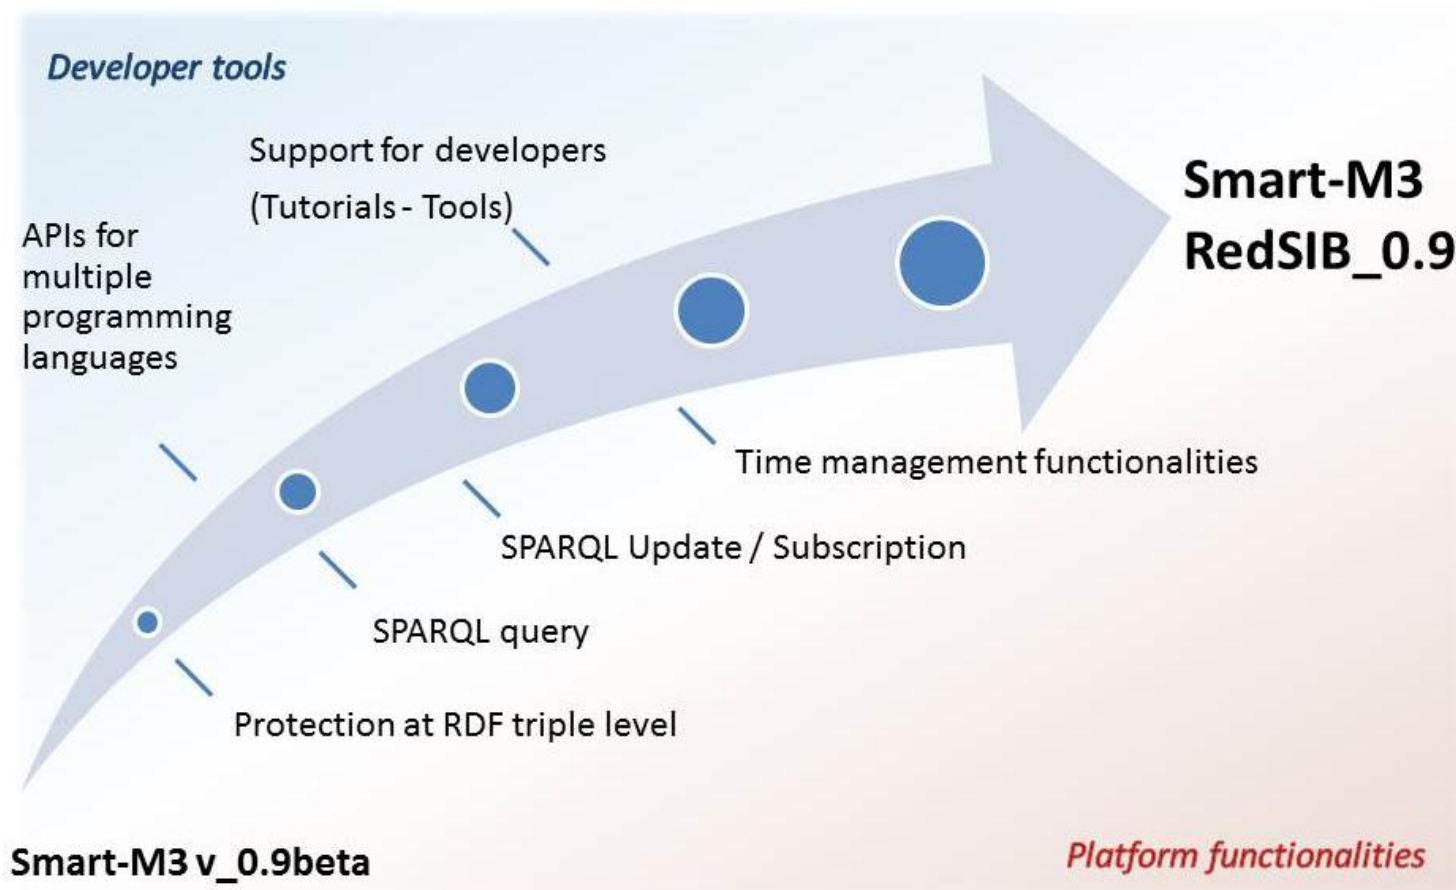 Developer tools
Support for developers
(Tutorials - Tools)
APIs for
multiple
programming
languages
Smart-M3
RedSIB_0.9
Time management functionalities
SPARQL Update / Subscription
SPARQL query
Protection at RDF triple level
Smart-M3 v_0.9beta
Platform functionalities